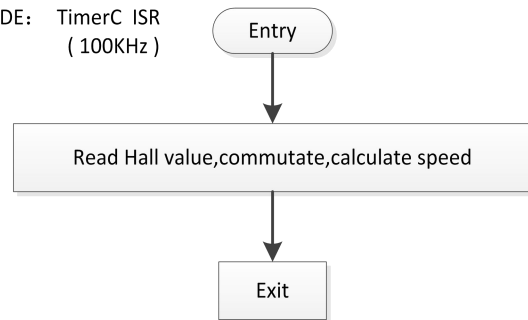 DE： TimerC ISR
( 100KHz )
Entry
Read Hall value,commutate,calculate speed
Exit